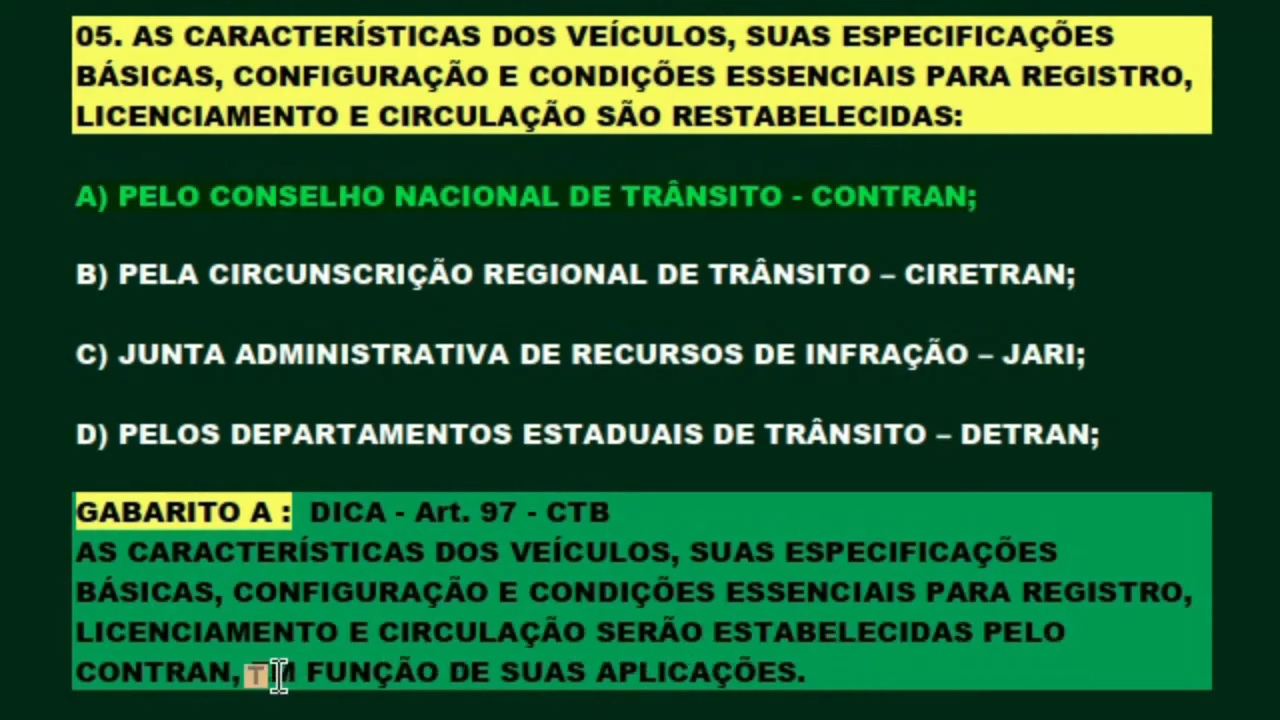 05. AS CARACTERÍSTICAS DOS VEÍCULOS, SUAS ESPECIFICAÇÕES
BÁSICAS, CONFIGURAÇÃO E CONDIÇÕES ESSENCIAIS PARA REGISTRO,
LICENCIAMENTO E CIRCULAÇÃO SÃO RESTABELECIDAS:
A) PELO CONSELHO NACIONAL DE TRÂNSITO - CONTRAN;
B) PELA CIRCUNSCRIÇÃO REGIONAL DE TRÂNSITO – CIRETRAN;
C) JUNTA ADMINISTRATIVA DE RECURSOS DE INFRAÇÃO – JARI;
D) PELOS DEPARTAMENTOS ESTADUAIS DE TRÂNSITO – DETRAN;
GABARITO A : DICA - Art. 97 - CTB
AS CARACTERÍSTICAS DOS VEÍCULOS, SUAS ESPECIFICAÇÕES
BÁSICAS, CONFIGURAÇÃO E CONDIÇÕES ESSENCIAIS PARA REGISTRO,
LICENCIAMENTO E CIRCULAÇÃO SERÃO ESTABELECIDAS PELO
CONTRAN, FUNÇÃO DE SUAS APLICAÇÕES.